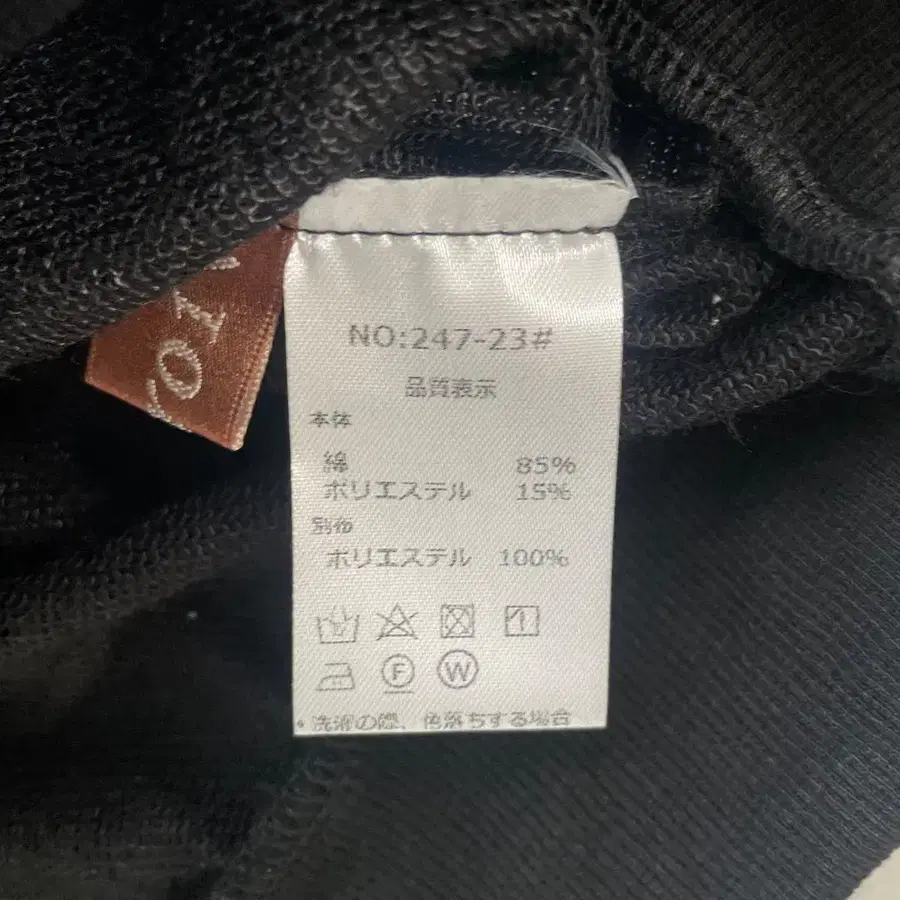 NO:247-23#
品質表示
本体
綿 85%
ポリエステル 15%
別布
ポリエステル 100%
F W
・洗濯の際、色落ちする場合